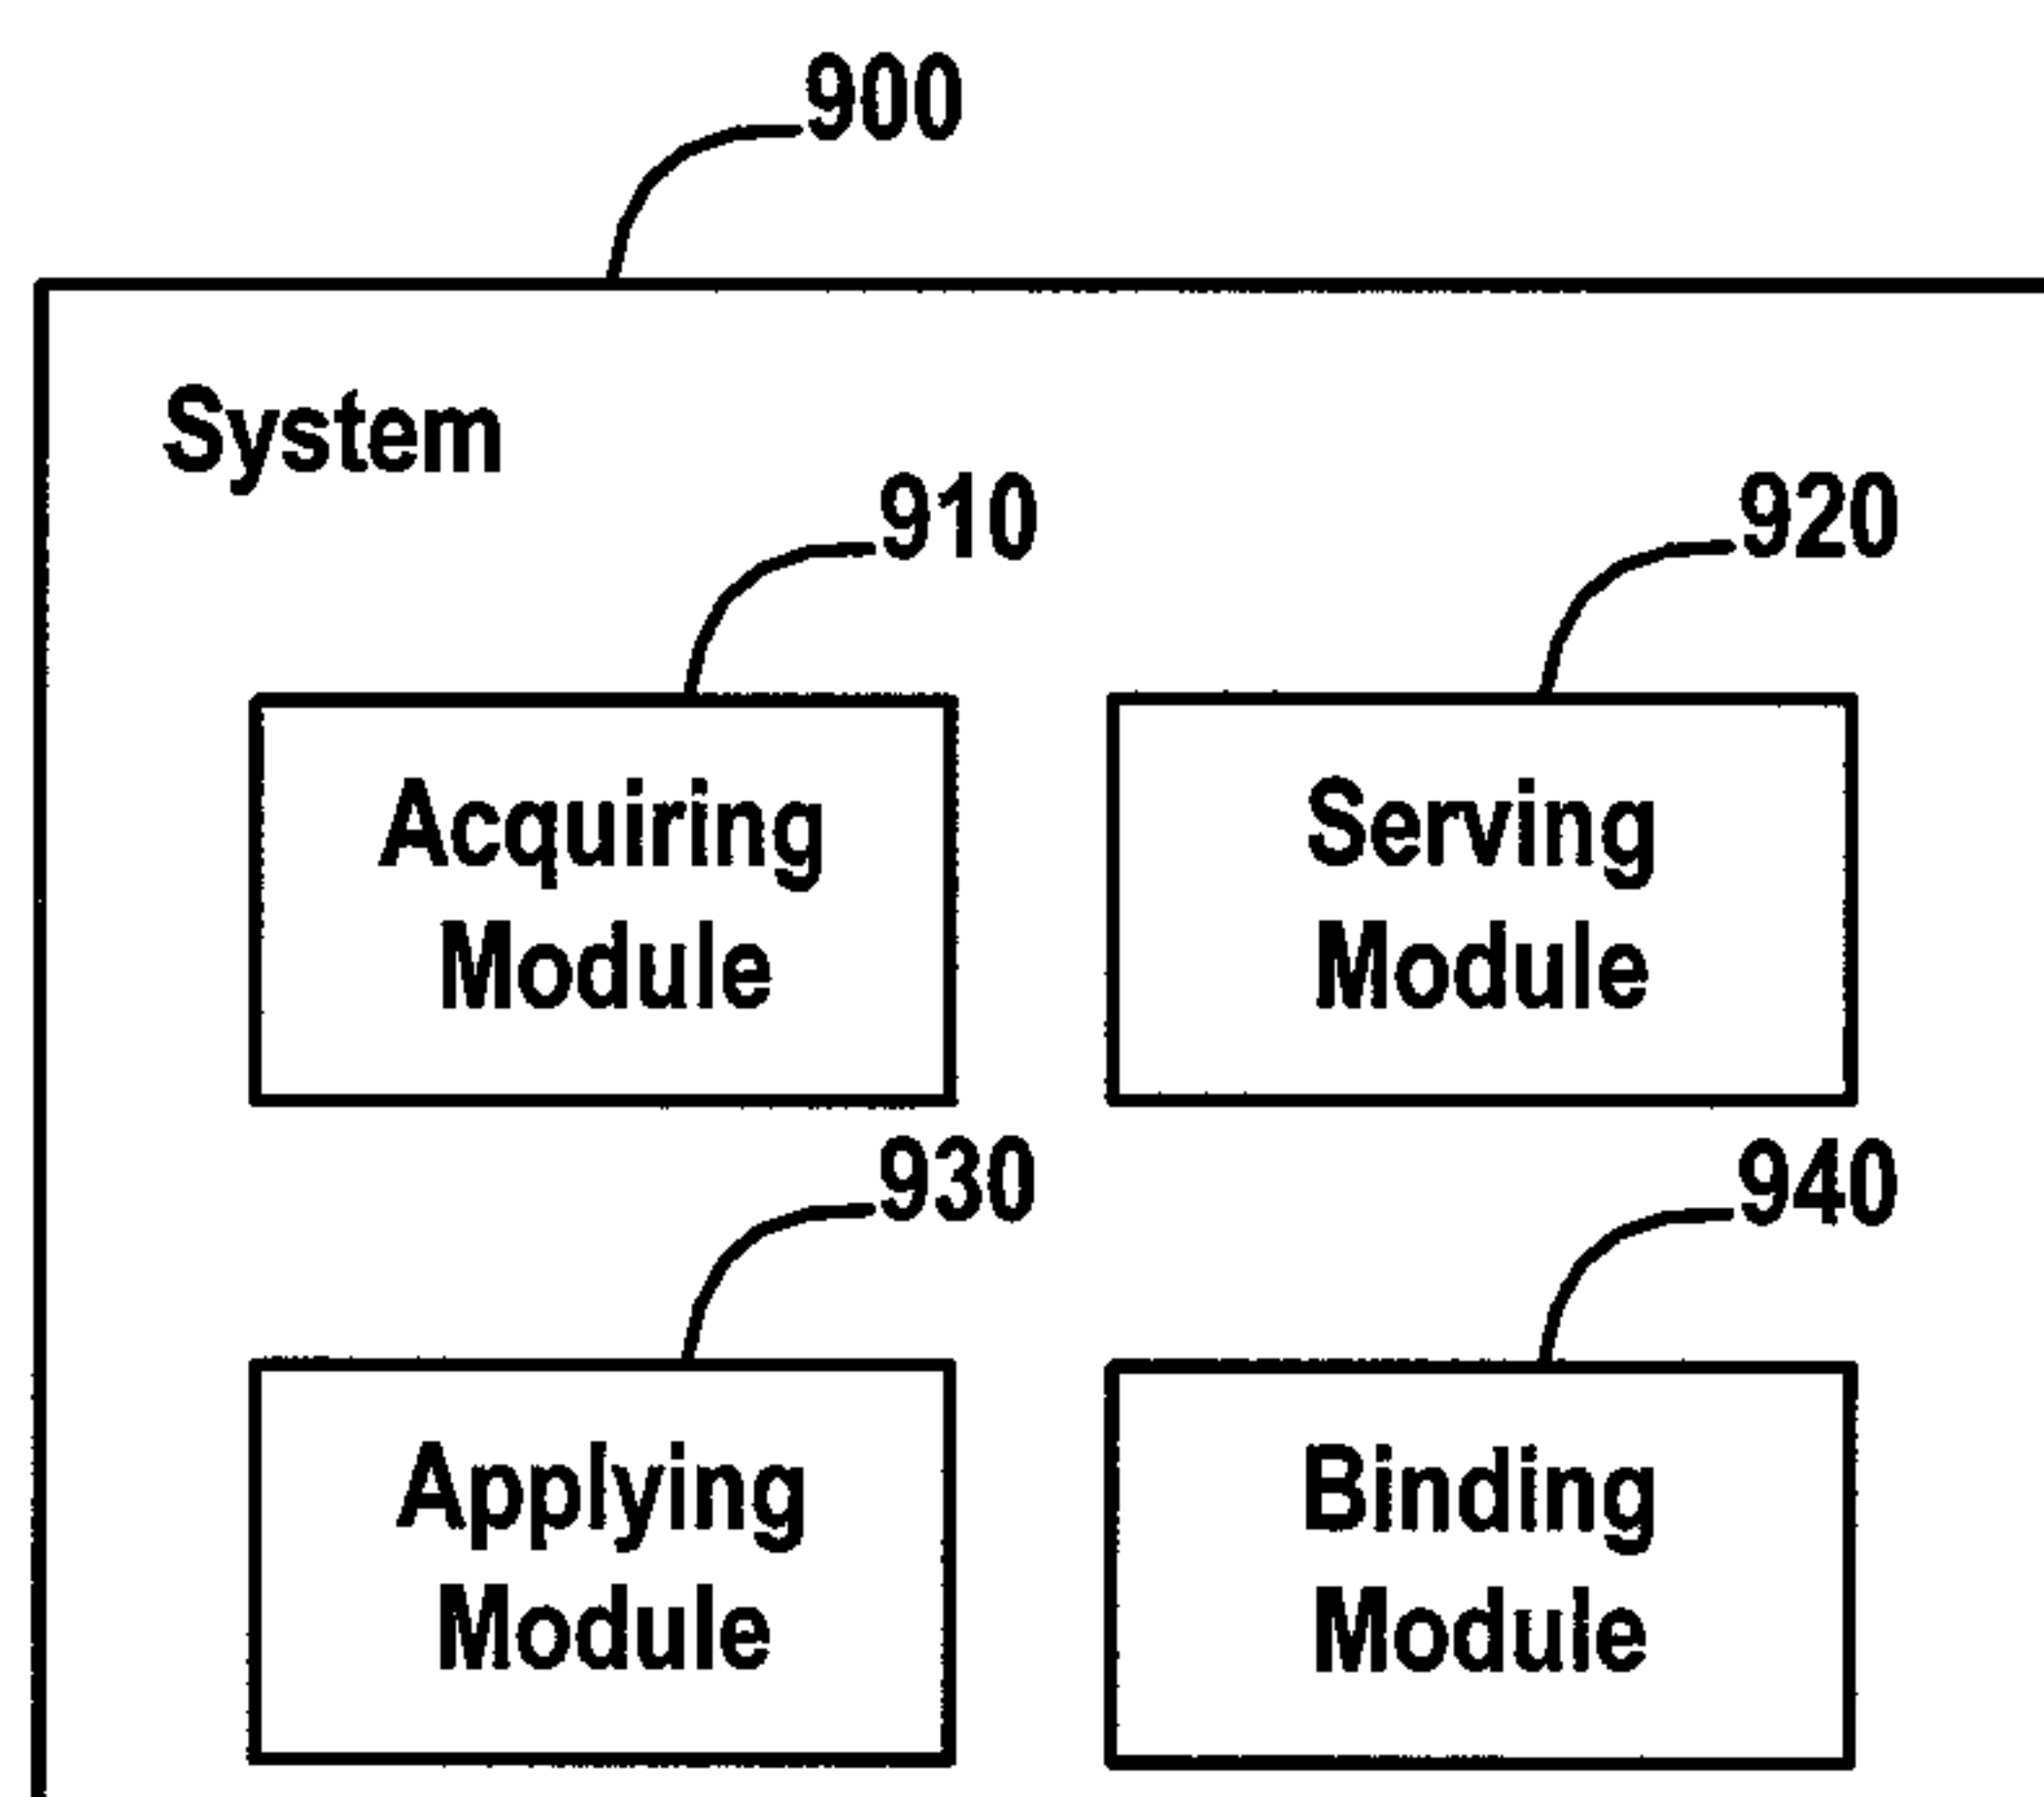 900
System
910
920
Acquiring
Module
Serving
Module
930
940
Applying
Module
Binding
Module